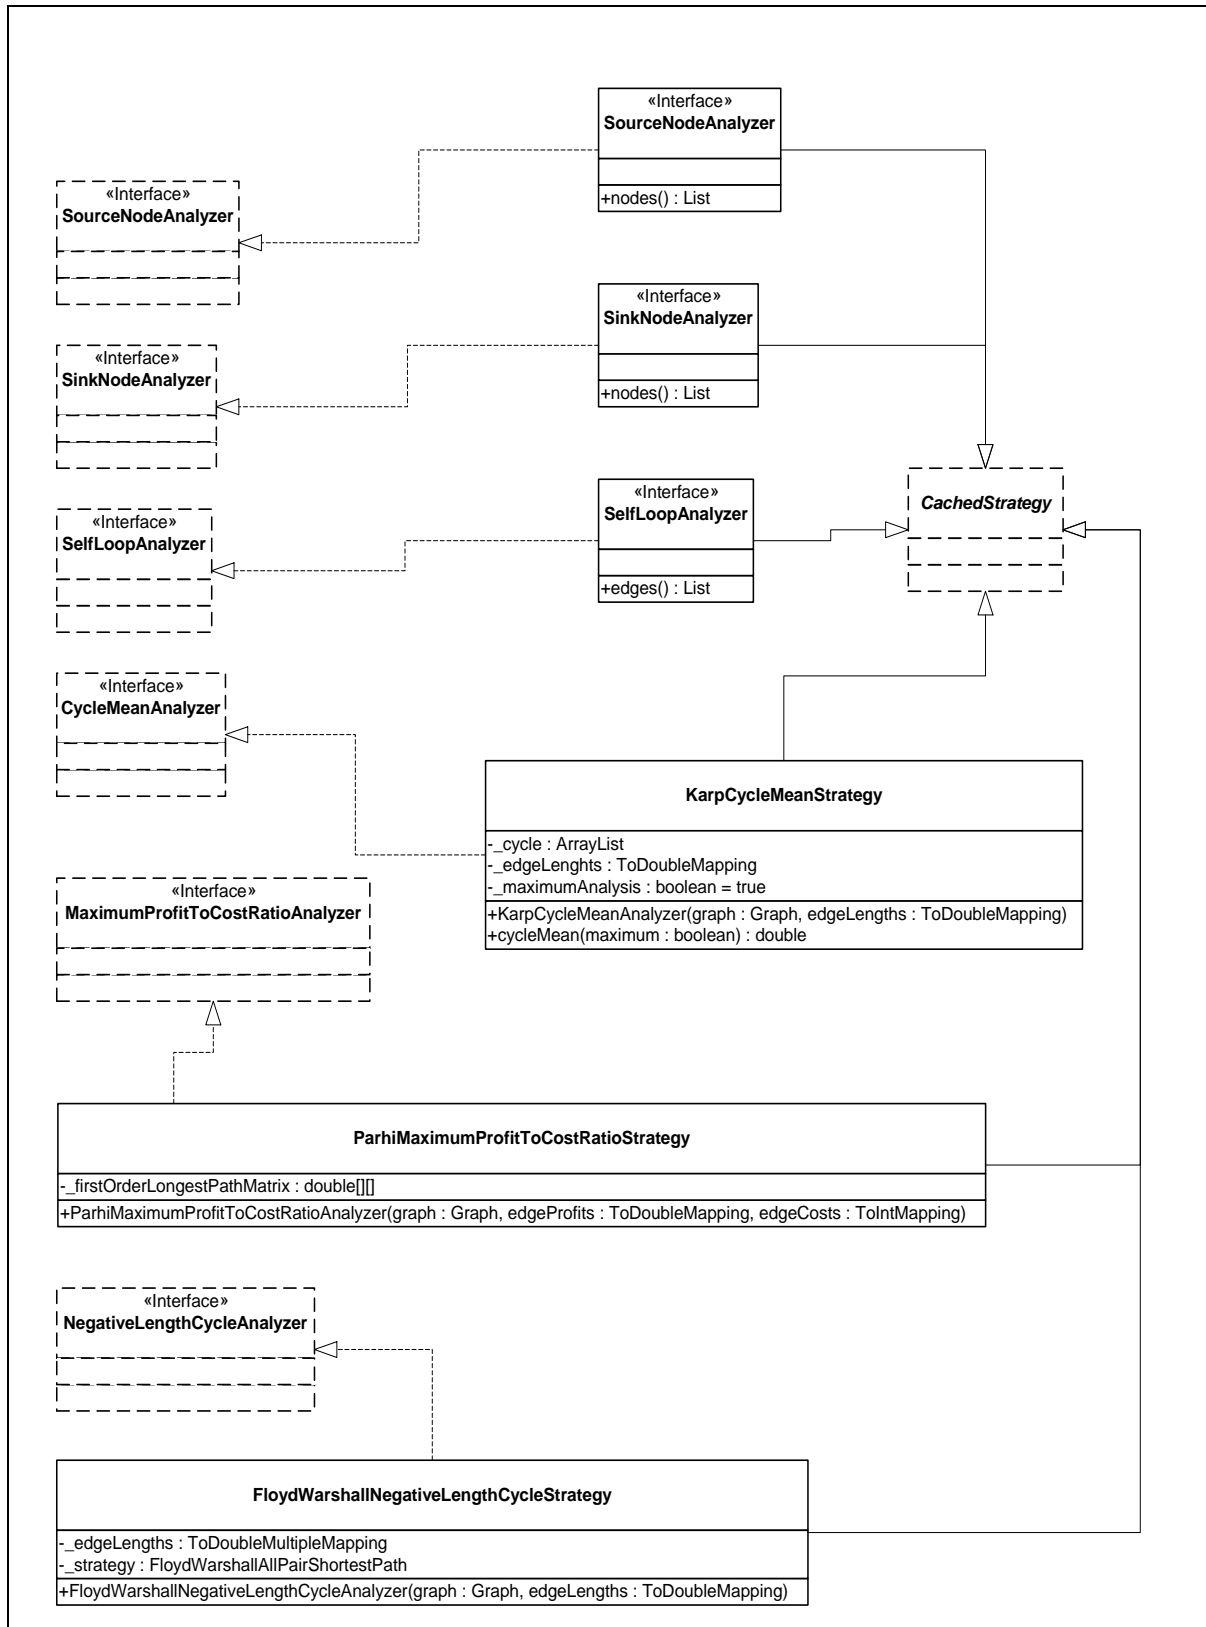 «Interface»
SourceNodeAnalyzer
+nodes() : List
«Interface»
SourceNodeAnalyzer
«Interface»
SinkNodeAnalyzer
+nodes() : List
«Interface»
SinkNodeAnalyzer
«Interface»
SelfLoopAnalyzer
+edges() : List
CachedStrategy
«Interface»
SelfLoopAnalyzer
«Interface»
CycleMeanAnalyzer
KarpCycleMeanStrategy
-_cycle : ArrayList
-_edgeLenghts : ToDoubleMapping
-_maximumAnalysis : boolean = true
+KarpCycleMeanAnalyzer(graph : Graph, edgeLengths : ToDoubleMapping)
+cycleMean(maximum : boolean) : double
«Interface»
MaximumProfitToCostRatioAnalyzer
ParhiMaximumProfitToCostRatioStrategy
-_firstOrderLongestPathMatrix : double[][]
+ParhiMaximumProfitToCostRatioAnalyzer(graph : Graph, edgeProfits : ToDoubleMapping, edgeCosts : ToIntMapping)
«Interface»
NegativeLengthCycleAnalyzer
FloydWarshallNegativeLengthCycleStrategy
-_edgeLengths : ToDoubleMultipleMapping
-_strategy : FloydWarshallAllPairShortestPath
+FloydWarshallNegativeLengthCycleAnalyzer(graph : Graph, edgeLengths : ToDoubleMapping)